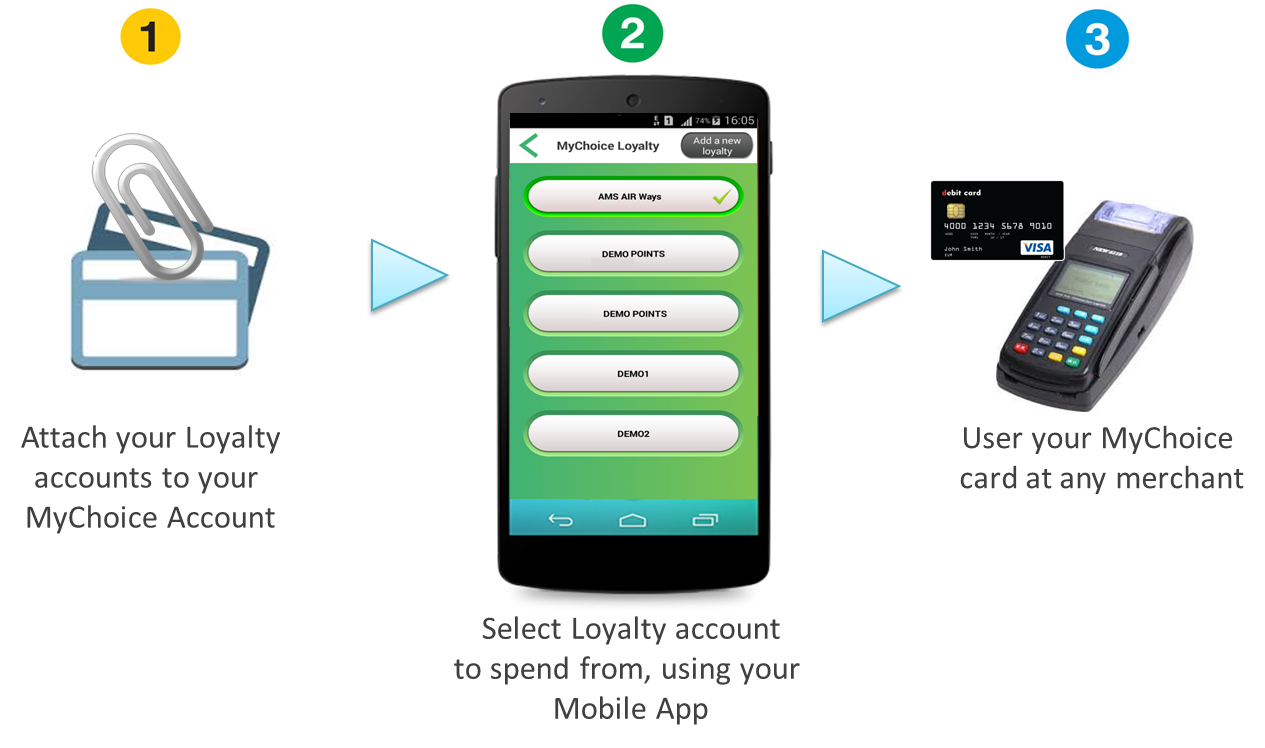 1
Attach your Loyalty
accounts to your
MyChoice Account
2
74% 16:05
MyChoice Loyalty
Add a new
loyalty
AMS AIR Ways
DEMO POINTS
DEMO POINTS
DEMO1
DEMO2
Select Loyalty account
to spend from, using your
Mobile App
3
debit card
4000 1234 5678 9010
John Smith
VISA
User your MyChoice
card at any merchant